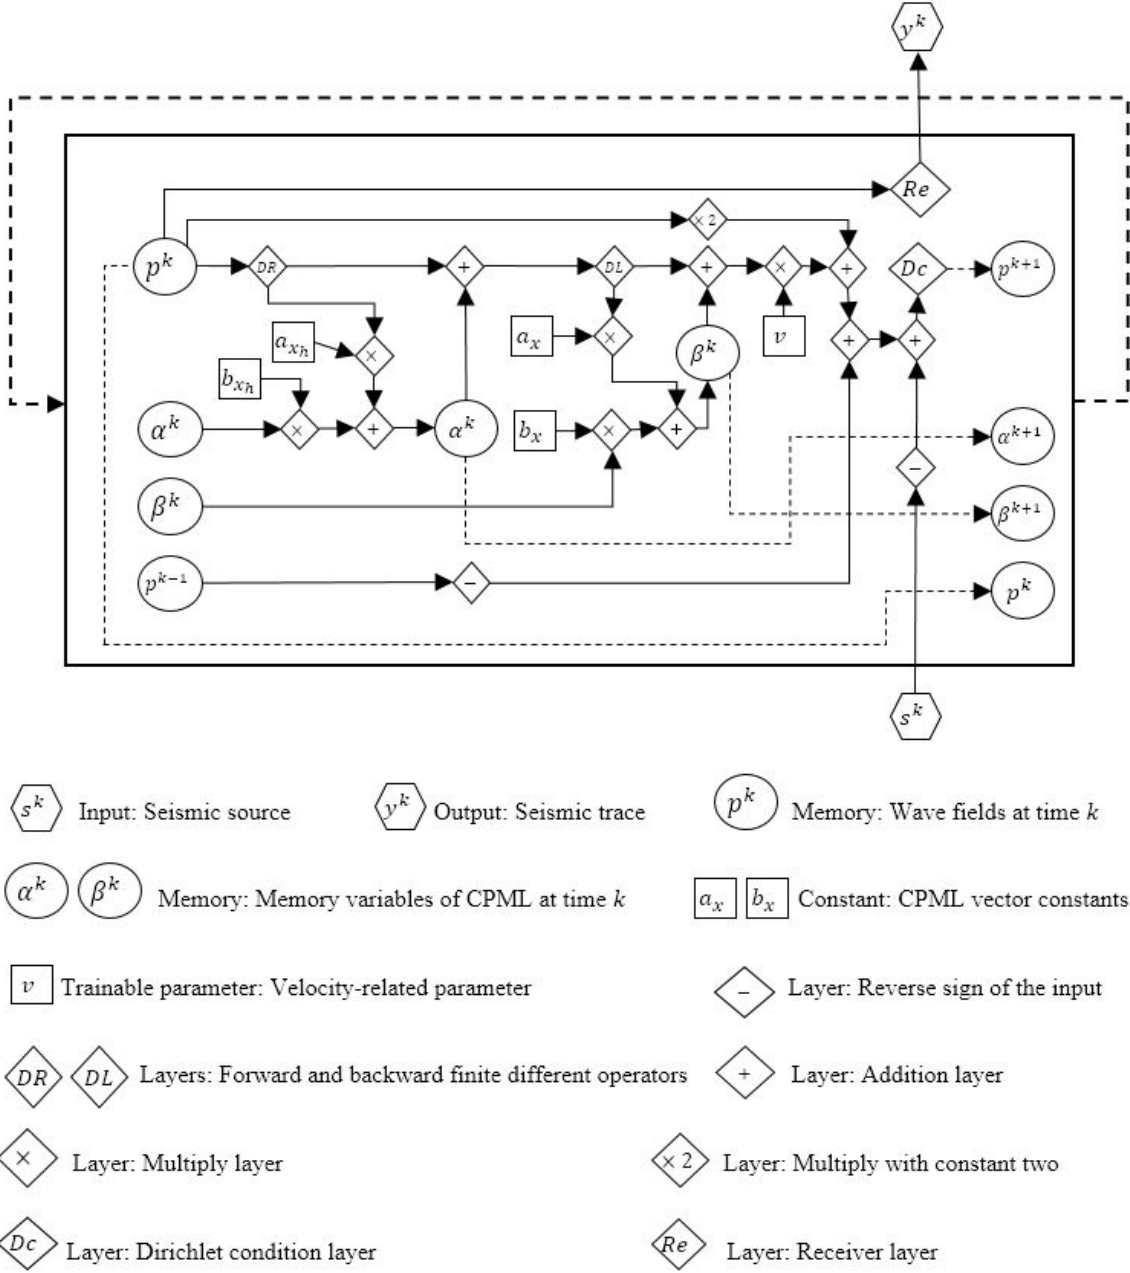 y^k
Re
× 2
p^k
DR
+
DL
+
×
+
Dc
p^{k+1}
a_{x_h}
×
a_x
×
β^k
v
+
+
b_{x_h}
α^k
×
+
α^k
b_x
×
+
α^{k+1}
−
β^k
β^{k+1}
p^{k−1}
−
p^k
s^k
s^k Input: Seismic source
y^k Output: Seismic trace
p^k Memory: Wave fields at time k
α^k β^k Memory: Memory variables of CPML at time k
a_x b_x Constant: CPML vector constants
v Trainable parameter: Velocity-related parameter
− Layer: Reverse sign of the input
DR DL Layers: Forward and backward finite different operators
+ Layer: Addition layer
× Layer: Multiply layer
× 2 Layer: Multiply with constant two
Dc Layer: Dirichlet condition layer
Re Layer: Receiver layer